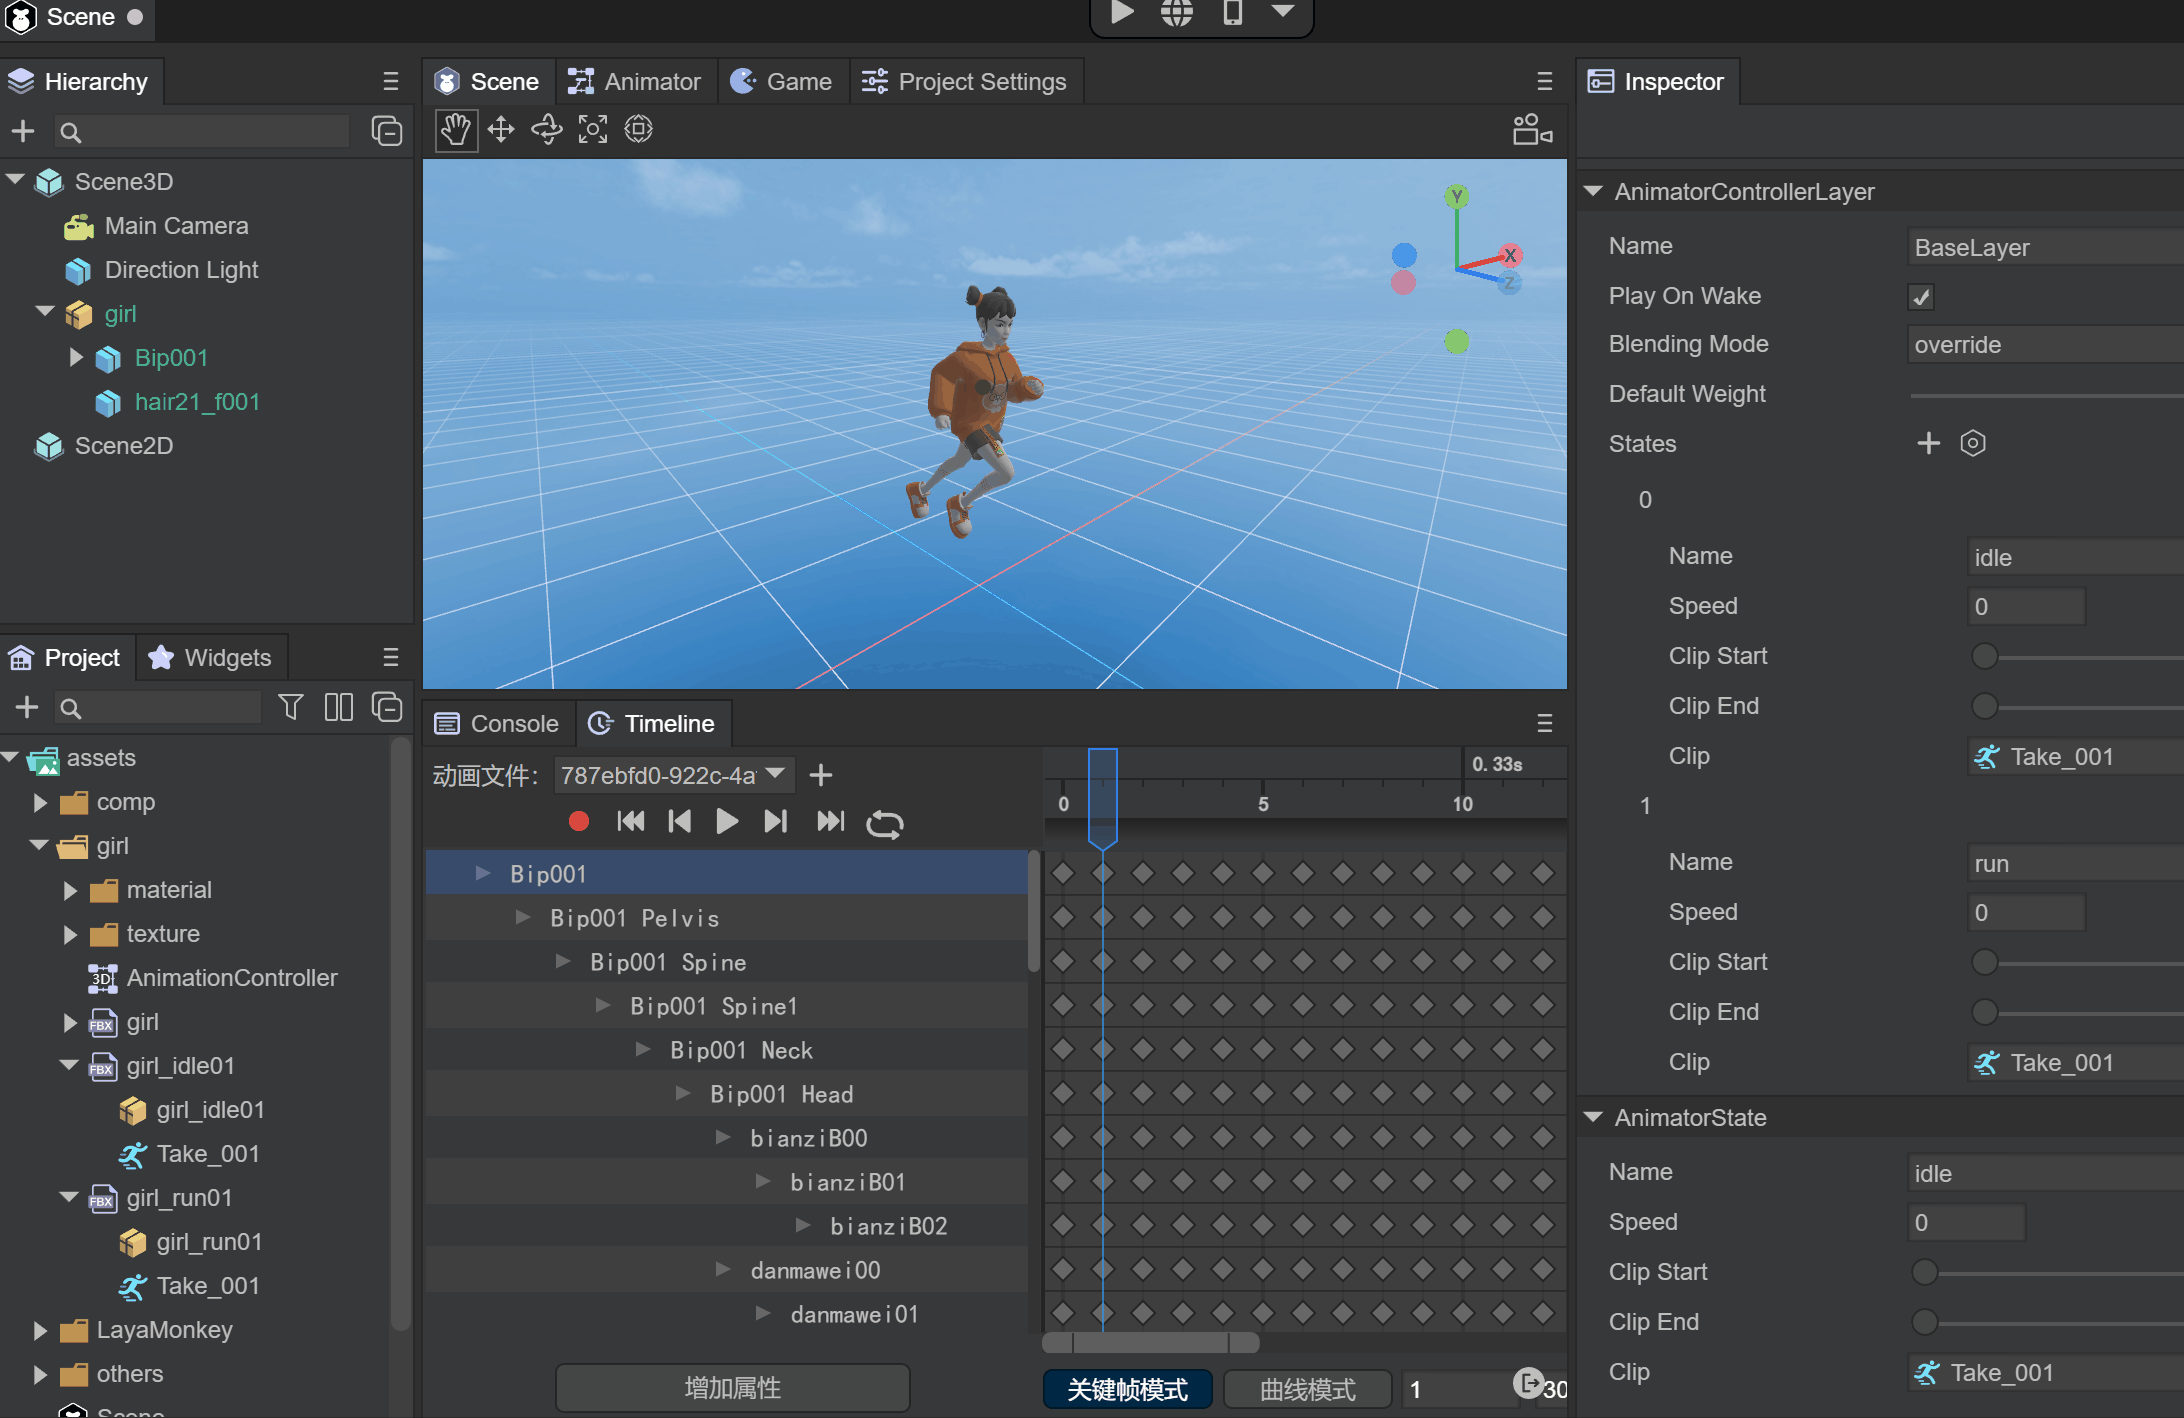 Scene
Hierarchy
Scene3D
Main Camera
Direction Light
girl
Bip001
hair21_f001
Scene2D
Project
Widgets
assets
comp
girl
material
texture
3D AnimationController
FBX girl
FBX girl_idle01
girl_idle01
Take_001
FBX girl_run01
girl_run01
Take_001
LayaMonkey
others
Scene
Scene
Animator
Game
Project Settings
Y
X
Z
Console
Timeline
动画文件:
787ebfd0-922c-4a
0.33s
0
5
10
Bip001
Bip001 Pelvis
Bip001 Spine
Bip001 Spine1
Bip001 Neck
Bip001 Head
bianziB00
bianziB01
bianziB02
danmawei00
danmawei01
增加属性
关键帧模式
曲线模式
1
30
Inspector
AnimatorControllerLayer
Name
BaseLayer
Play On Wake
Blending Mode
override
Default Weight
States
0
Name
idle
Speed
0
Clip Start
Clip End
Clip
Take_001
1
Name
run
Speed
0
Clip Start
Clip End
Clip
Take_001
AnimatorState
Name
idle
Speed
0
Clip Start
Clip End
Clip
Take_001